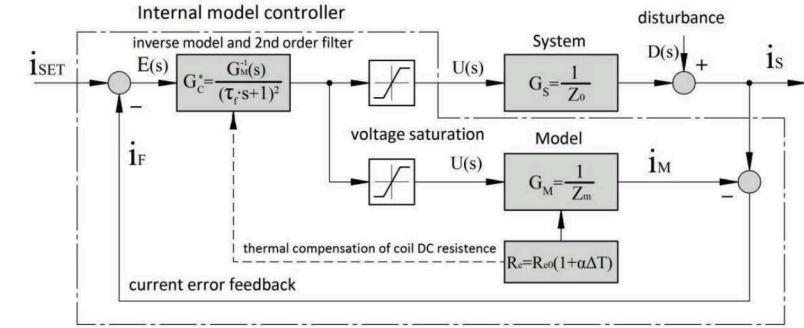 Internal model controller
disturbance
inverse model and 2nd order filter
System
iSET
E(s)
G*C=G-1M(s)/(τf·s+1)²
U(s)
GS=1/Z0
D(s)
+
iS
−
voltage saturation
Model
iF
U(s)
GM=1/Zm
iM
−
thermal compensation of coil DC resistence
Re=Re0(1+αΔT)
current error feedback